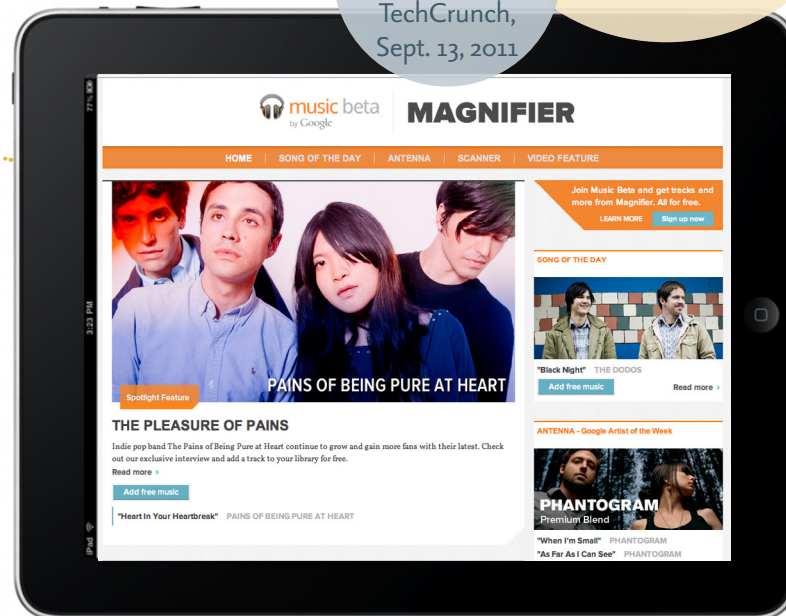 TechCrunch,
Sept. 13, 2011
77%
3:23 PM
iPad
music beta
by Google
MAGNIFIER
HOME | SONG OF THE DAY | ANTENNA | SCANNER | VIDEO FEATURE
PAINS OF BEING PURE AT HEART
Spotlight Feature
THE PLEASURE OF PAINS
Indie pop band The Pains of Being Pure at Heart continue to grow and gain more fans with their latest. Check
out our exclusive interview and add a track to your library for free.
Read more ›
Add free music
"Heart In Your Heartbreak" PAINS OF BEING PURE AT HEART
Join Music Beta and get tracks and
more from Magnifier. All for free.
LEARN MORE Sign up now
SONG OF THE DAY
"Black Night" THE DODOS
Add free music Read more ›
ANTENNA - Google Artist of the Week
PHANTOGRAM
Premium Blend
"When I'm Small" PHANTOGRAM
"As Far As I Can See" PHANTOGRAM